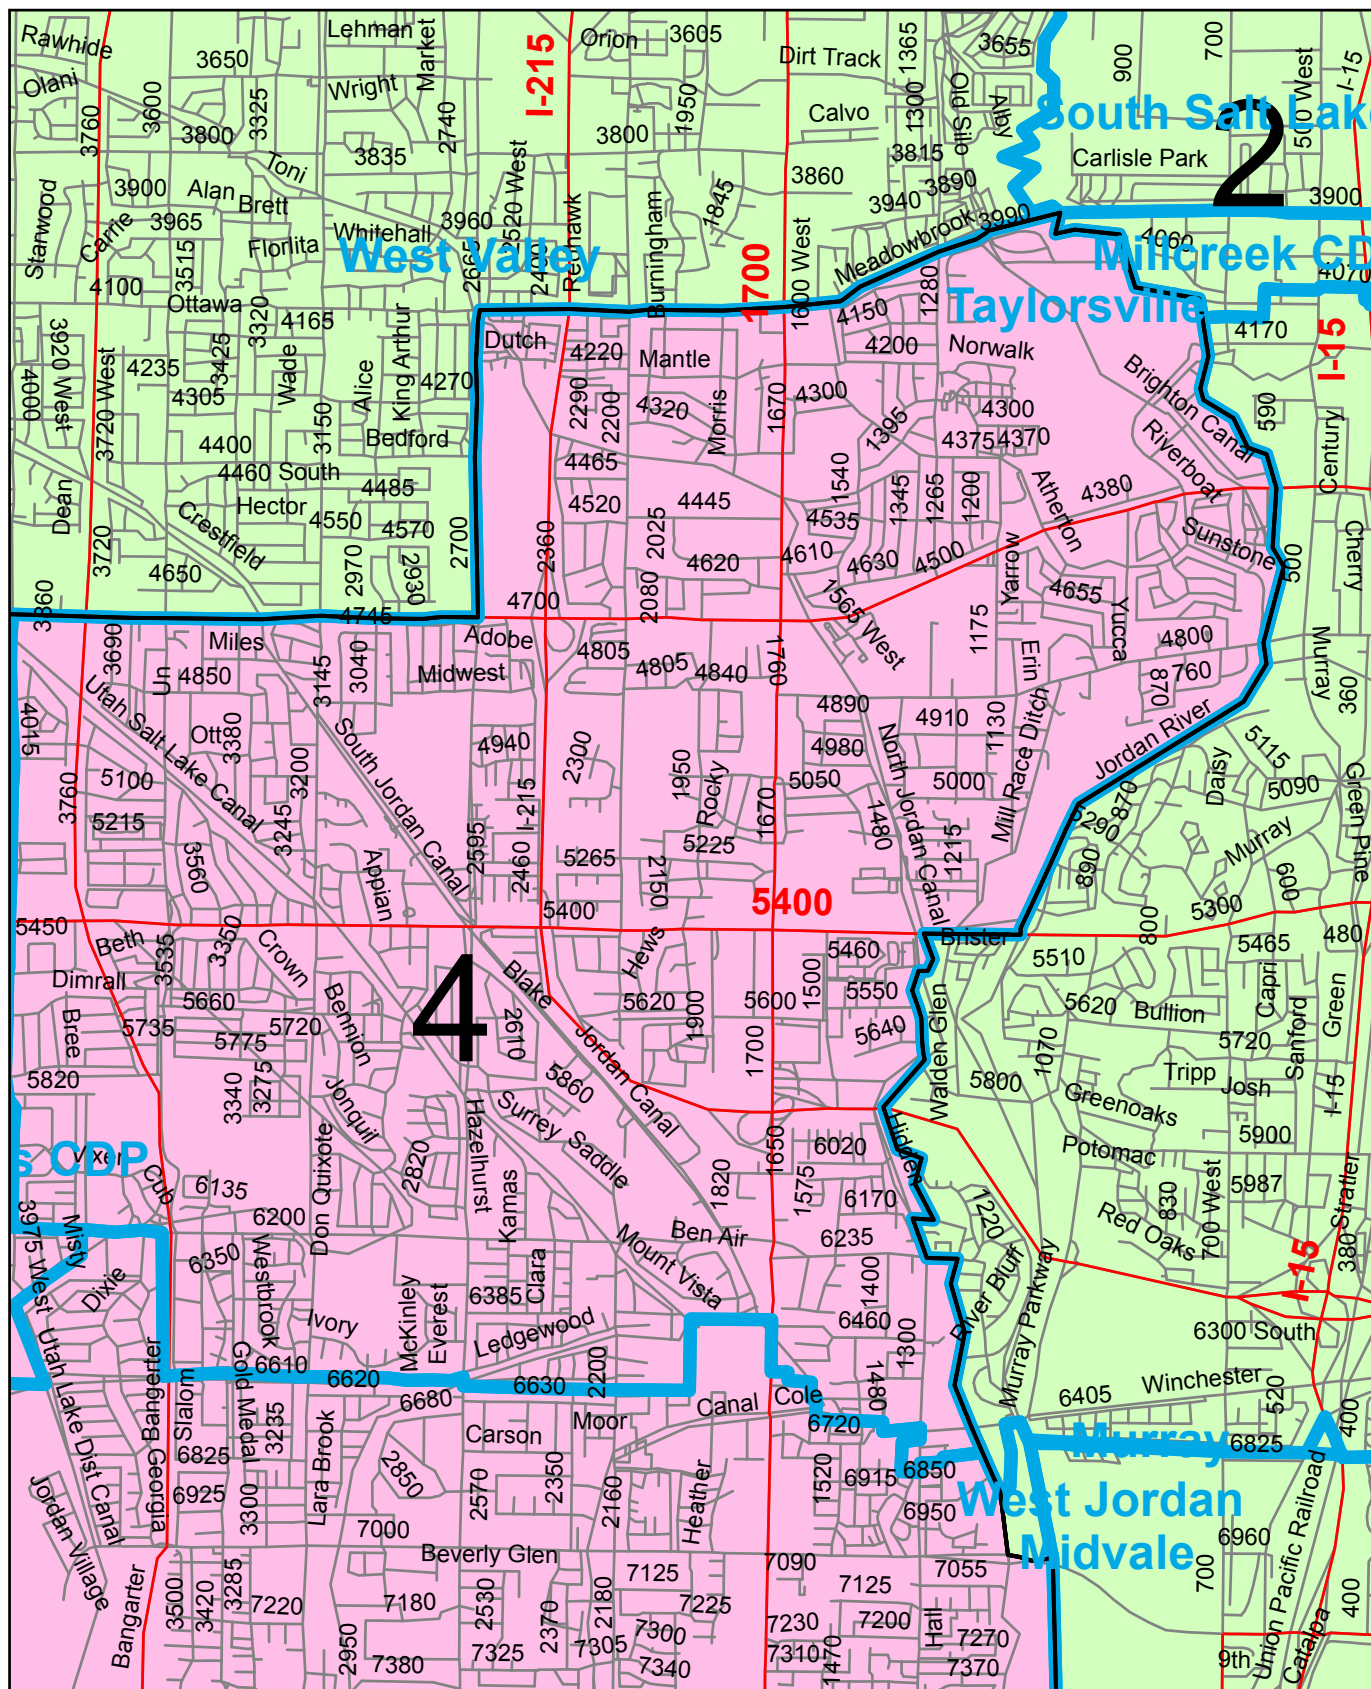 Rawhide
3650
Lehman
Market
I-215
Orion
3605
Dirt Track
1365
3655
900
700
500 West
I-15
Olani
3760
3600
3325
Wright
2740
1950
Calvo
1300
Old Silo
Alby
South Salt Lake
2
3800
Toni
3835
3800
3815
Carlisle Park
3900
Starwood
3900
Alan
Brett
3860
3890
3940
3900
Carrie
3965
3515
Florlita
Whitehall
3960
2520 West
1845
3990
Meadowbrook
4060
West Valley
2665
2400
Redhawk
Burningham
1700
1600 West
1280
Millcreek CD
4070
4100
Ottawa
3320
4165
King Arthur
4150
Taylorsville
4170
I-15
3920 West
4000
3720 West
4235
3425
4305
Wade
Alice
4270
Dutch
4220
Mantle
4200
Norwalk
Brighton Canal
590
Century
4400
3150
Bedford
2290
2200
4320
Morris
1670
4300
1395
4300
4375
4370
Riverboat
4460 South
4485
4465
4445
1540
1345
1265
1200
Atherton
4380
Dean
Hector
4550
4570
4520
2025
4535
Sunstone
Crestfield
3720
4650
2970
2930
2700
2360
4620
4610
4630
4500
Yarrow
500
Cherry
3860
4745
4700
2080
1565 West
4655
Yucca
3690
Miles
Adobe
4805
1760
1175
4800
Murray
Un
4850
3145
3040
Midwest
4805
4840
Erin
870
760
360
4015
Utah Salt Lake Canal
Ott
3380
South Jordan Canal
4940
2300
4890
4910
1130
Mill Race Ditch
Jordan River
3760
5100
3200
4980
North Jordan Canal
5115
Daisy
5215
3245
2595
2460
I-215
1950
Rocky
1670
5050
5000
5090
Green Pine
3560
Appian
5265
2150
5225
1480
1215
870
5290
890
Murray
600
5450
5400
5400
Brister
800
5300
480
Beth
3535
3350
Crown
Hews
5460
5510
5465
Dimrall
5660
Bennion
4
Blake
5620
1900
5600
1500
5550
Walden Glen
5620
Bullion
Capri
Sanford
Green
Bree
5735
5775
5720
2610
Jordan Canal
1700
5640
1070
5720
5820
3340
3275
Jonquil
5860
5800
Tripp
Josh
I-15
Surrey
Saddle
Hazelhurst
Greenoaks
s CDP
Vixen
Cub
Don Quixote
2820
1650
6020
Hidden
Potomac
5900
6135
Kamas
1820
1575
6170
1220
830
700 West
5987
Stratler
3975 West
Misty
6200
Ben Air
6235
Red Oaks
380
6350
Westbrook
Mount Vista
River Bluff
Murray Parkway
I-15
Dixie
McKinley
Everest
6385
Clara
1400
Ivory
Ledgewood
6460
1300
6300 South
Utah Lake Dist Canal
Bangerter
6610
6620
6630
2200
Winchester
Slalom
Gold Medal
6680
Canal
Cole
1480
6405
520
400
Georgia
3235
Lara Brook
Carson
Moor
6720
Murray
6825
6825
2850
2350
Heather
6850
6925
3300
2570
2160
1520
6915
6950
West Jordan
Jordan Village
7000
6960
Union Pacific Railroad
Beverly Glen
7090
7055
Midvale
Bangarter
3500
3420
3285
7220
7180
2530
2370
2180
7125
7225
7125
7200
700
400
7230
Hall
2950
7380
7325
7305
7300
7340
7310
1470
7270
7370
9th
Catalpa